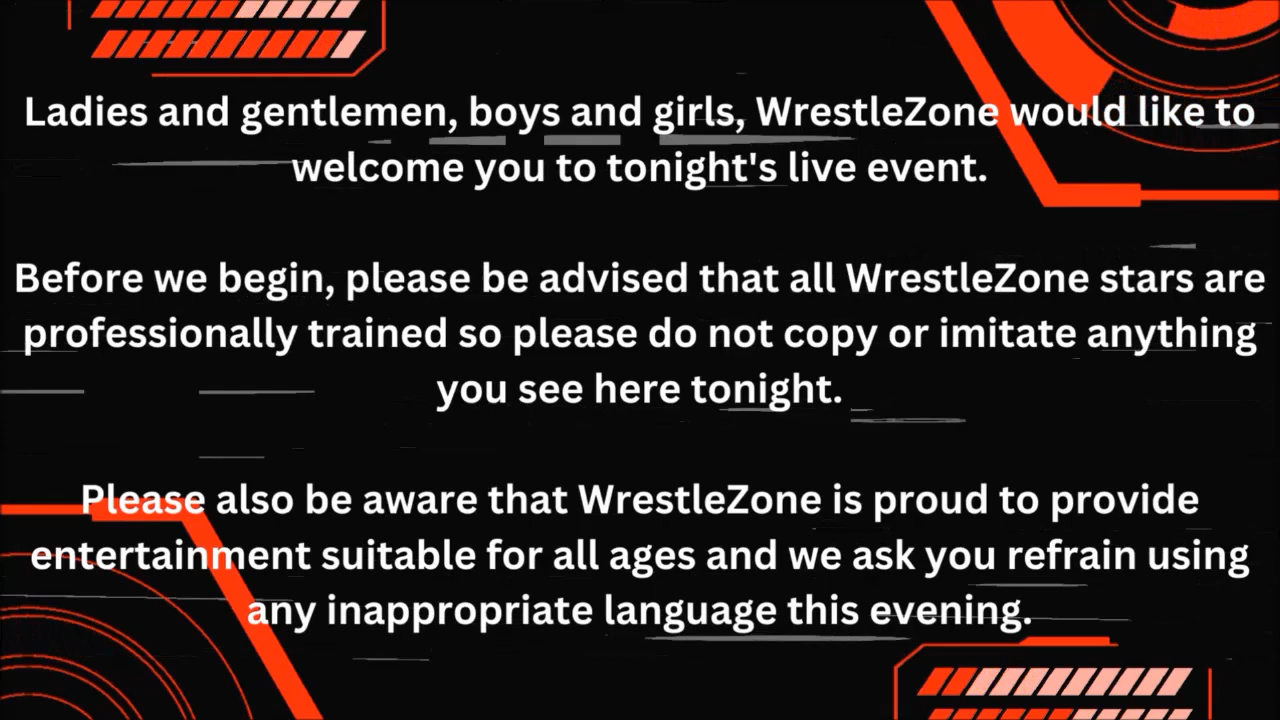 Ladies and gentlemen, boys and girls, WrestleZone would like to
welcome you to tonight's live event.
Before we begin, please be advised that all WrestleZone stars are
professionally trained so please do not copy or imitate anything
you see here tonight.
Please also be aware that WrestleZone is proud to provide
entertainment suitable for all ages and we ask you refrain using
any inappropriate language this evening.